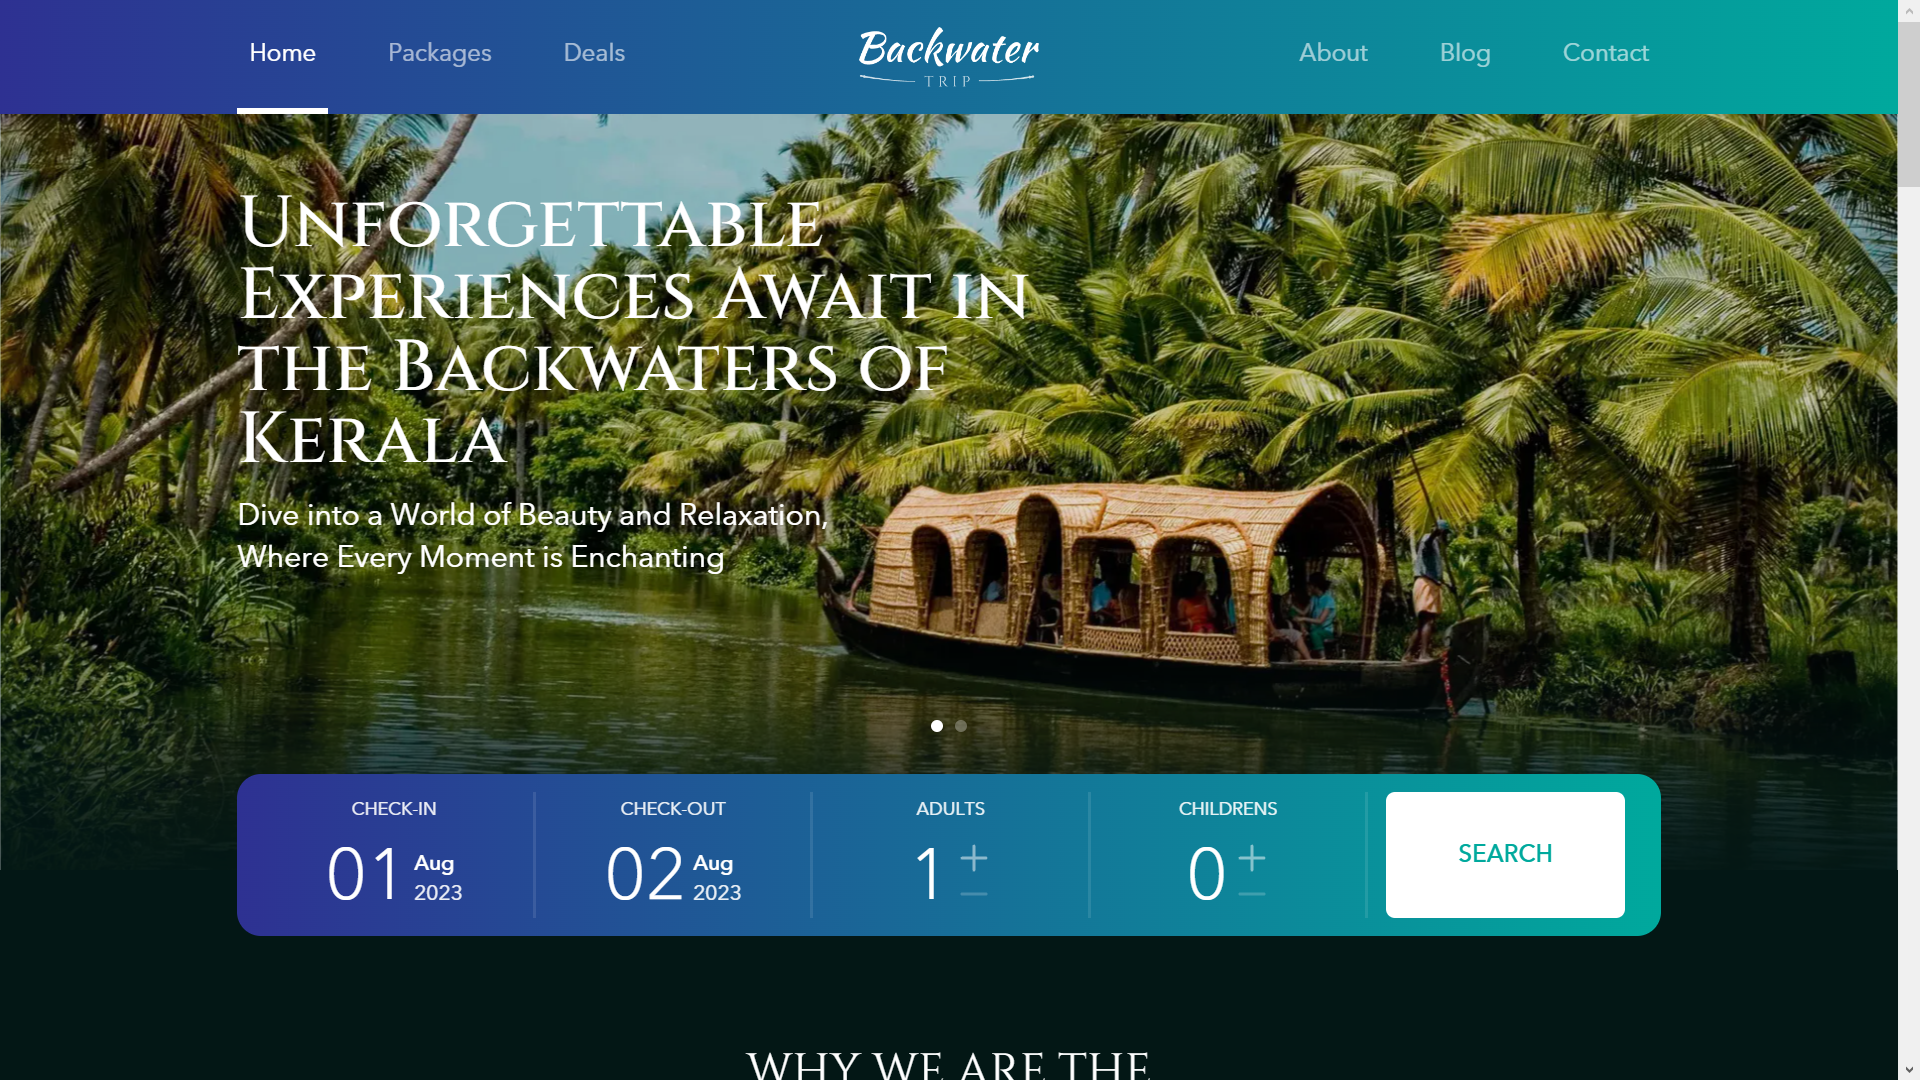 Home
Packages
Deals
Backwater
TRIP
About
Blog
Contact
UNFORGETTABLE
EXPERIENCES AWAIT IN
THE BACKWATERS OF
KERALA
Dive into a World of Beauty and Relaxation,
Where Every Moment is Enchanting
CHECK-IN
01 Aug
2023
CHECK-OUT
02 Aug
2023
ADULTS
1
CHILDRENS
0
SEARCH
WHY WE ARE THE